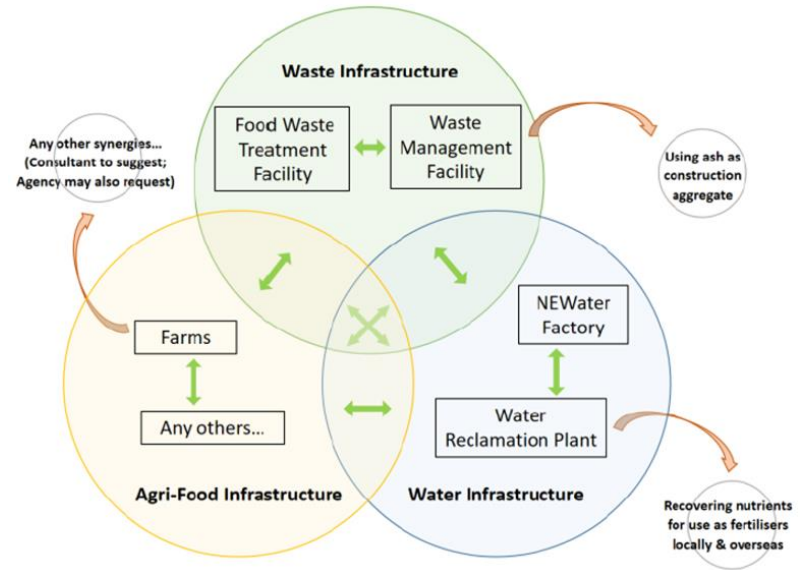 Waste Infrastructure
Food Waste
Treatment
Facility
Waste
Management
Facility
Any other synergies...
(Consultant to suggest;
Agency may also request)
Using ash as
construction
aggregate
Farms
Any others...
NEWater
Factory
Water
Reclamation Plant
Agri-Food Infrastructure
Water Infrastructure
Recovering nutrients
for use as fertilisers
locally & overseas